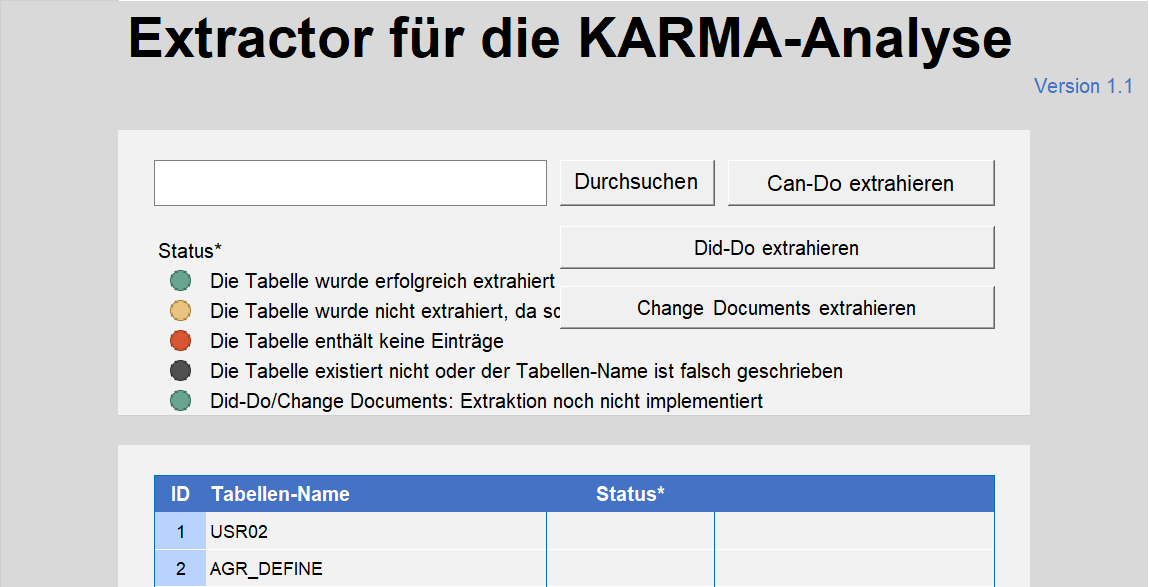 Extractor für die KARMA-Analyse
Version 1.1
Durchsuchen
Can-Do extrahieren
Did-Do extrahieren
Change Documents extrahieren
Status*
Die Tabelle wurde erfolgreich extrahiert
Die Tabelle wurde nicht extrahiert, da
Die Tabelle enthält keine Einträge
Die Tabelle existiert nicht oder der Tabellen-Name ist falsch geschrieben
Did-Do/Change Documents: Extraktion noch nicht implementiert
ID Tabellen-Name Status*
1 USR02
2 AGR_DEFINE